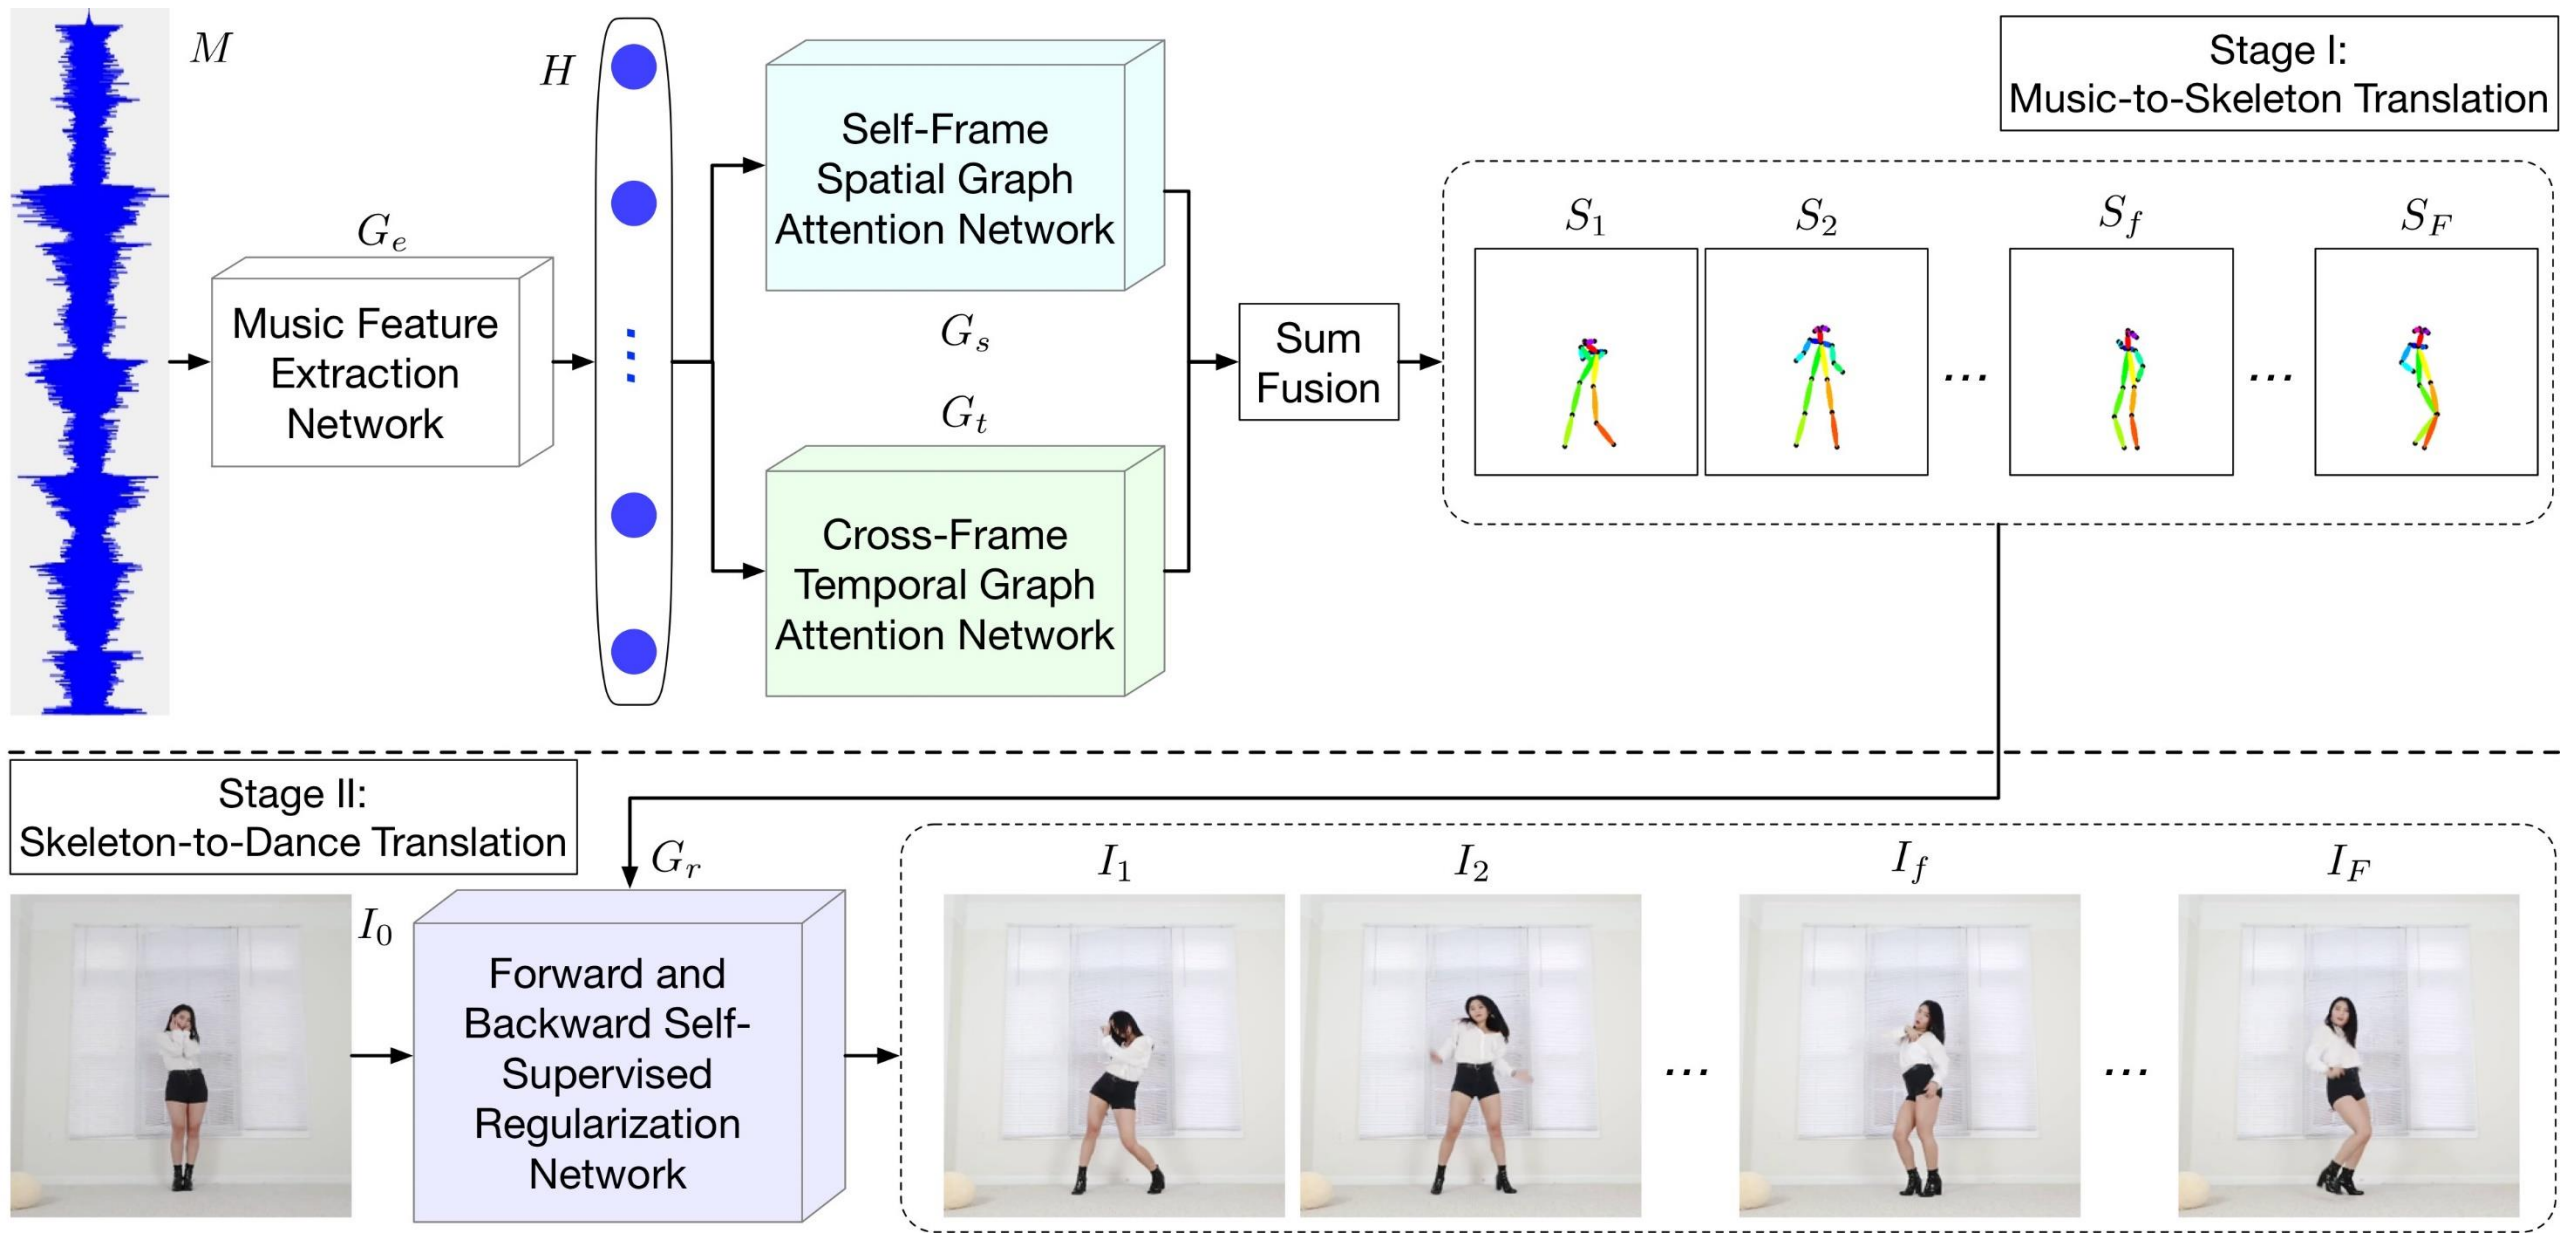 M
H
G_e
Music Feature
Extraction
Network
Self-Frame
Spatial Graph
Attention Network
G_s
G_t
Cross-Frame
Temporal Graph
Attention Network
Sum
Fusion
Stage I:
Music-to-Skeleton Translation
S_1
S_2
S_f
S_F
...
...
Stage II:
Skeleton-to-Dance Translation
I_0
G_r
Forward and
Backward Self-
Supervised
Regularization
Network
I_1
I_2
I_f
I_F
...
...